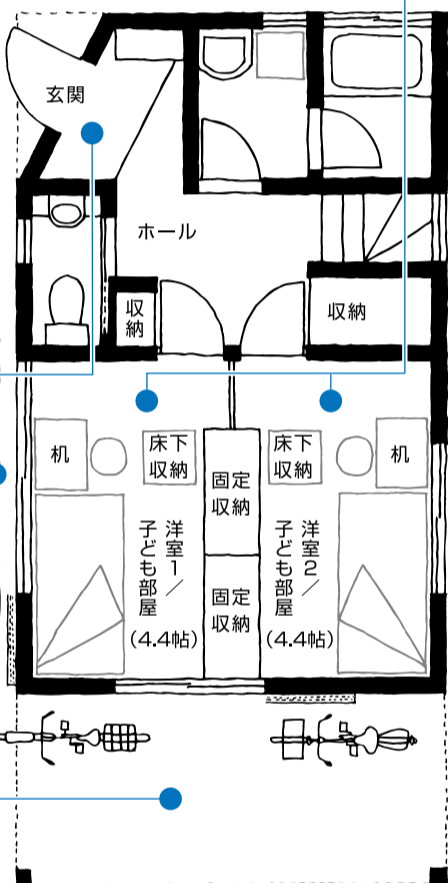 玄関
ホール
収納
収納
机
床下
収納
固定
収納
床下
収納
机
洋室1／
子ども部屋
(4.4帖)
固定
収納
洋室2／
子ども部屋
(4.4帖)